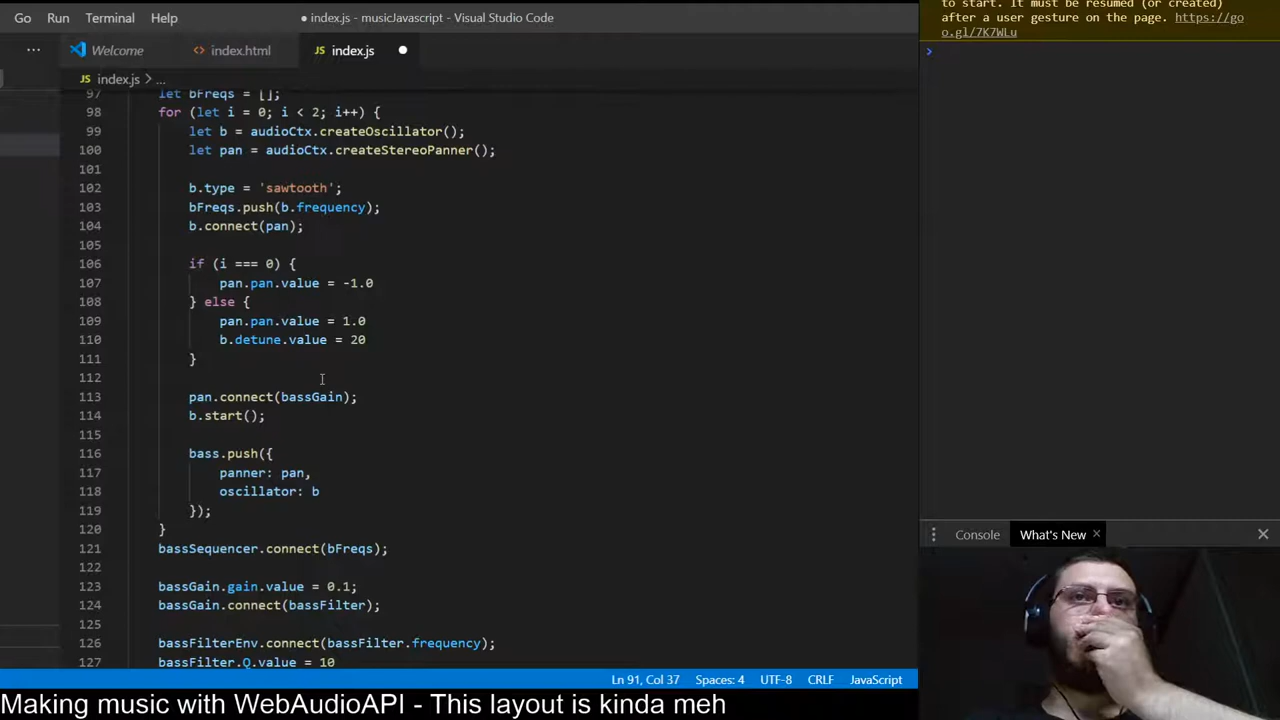 Go Run Terminal Help ● index.js - musicJavascript - Visual Studio Code
to start. It must be resumed (or created)
after a user gesture on the page. https://go
o.gl/7K7WLu
>
··· Welcome <> index.html JS index.js ●
JS index.js > ...
97 let bFreqs = [];
98 for (let i = 0; i < 2; i++) {
99 let b = audioCtx.createOscillator();
100 let pan = audioCtx.createStereoPanner();
101
102 b.type = 'sawtooth';
103 bFreqs.push(b.frequency);
104 b.connect(pan);
105
106 if (i === 0) {
107 pan.pan.value = -1.0
108 } else {
109 pan.pan.value = 1.0
110 b.detune.value = 20
111 }
112
113 pan.connect(bassGain);
114 b.start();
115
116 bass.push({
117 panner: pan,
118 oscillator: b
119 });
120 }
121 bassSequencer.connect(bFreqs);
122
123 bassGain.gain.value = 0.1;
124 bassGain.connect(bassFilter);
125
126 bassFilterEnv.connect(bassFilter.frequency);
127 bassFilter.Q.value = 10
Console What's New ×
Ln 91, Col 37 Spaces: 4 UTF-8 CRLF JavaScript
Making music with WebAudioAPI - This layout is kinda meh